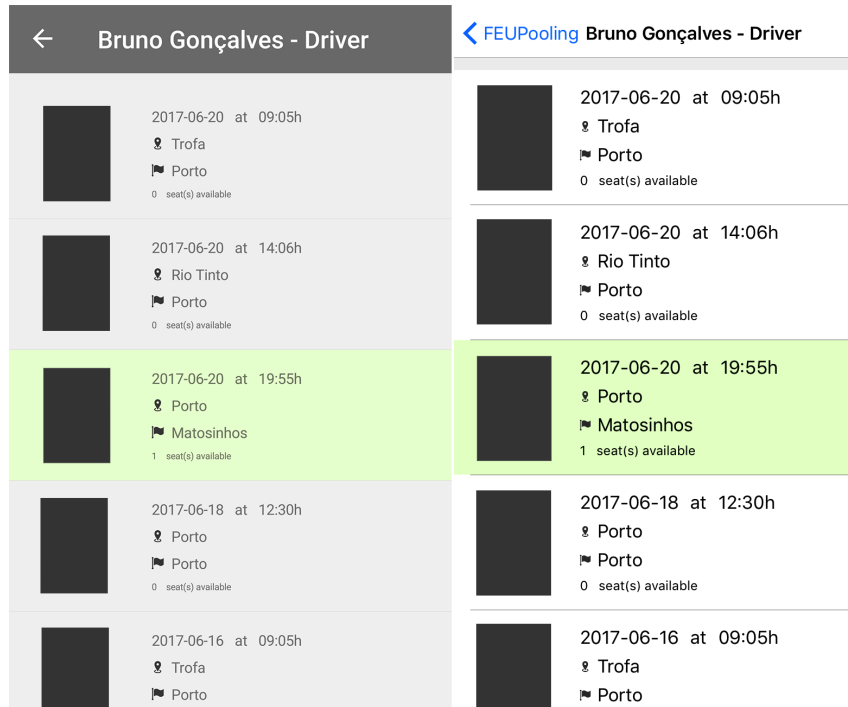 Bruno Gonçalves - Driver
2017-06-20 at 09:05h
Trofa
Porto
0 seat(s) available
2017-06-20 at 14:06h
Rio Tinto
Porto
0 seat(s) available
2017-06-20 at 19:55h
Porto
Matosinhos
1 seat(s) available
2017-06-18 at 12:30h
Porto
Porto
0 seat(s) available
2017-06-16 at 09:05h
Trofa
Porto
FEUPooling Bruno Gonçalves - Driver
2017-06-20 at 09:05h
Trofa
Porto
0 seat(s) available
2017-06-20 at 14:06h
Rio Tinto
Porto
0 seat(s) available
2017-06-20 at 19:55h
Porto
Matosinhos
1 seat(s) available
2017-06-18 at 12:30h
Porto
Porto
0 seat(s) available
2017-06-16 at 09:05h
Trofa
Porto